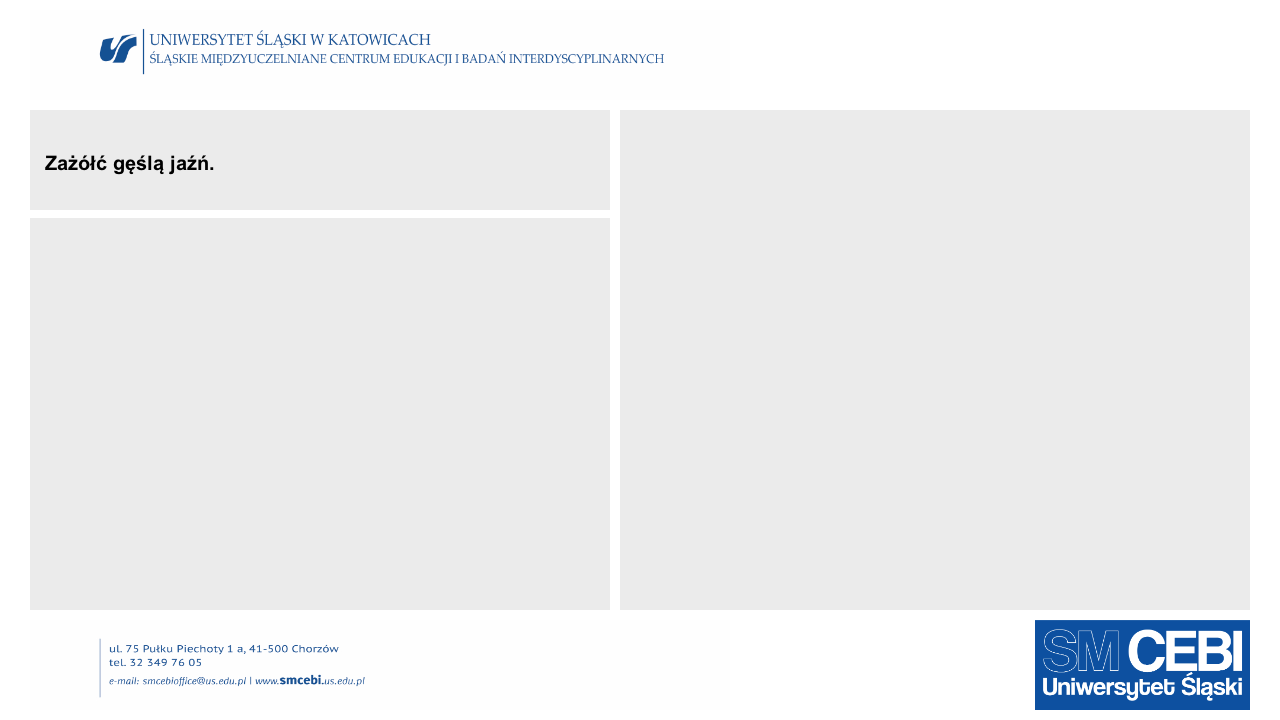 UNIWERSYTET ŚLĄSKI W KATOWICACH
ŚLĄSKIE MIĘDZYUCZELNIANE CENTRUM EDUKACJI I BADAŃ INTERDYSCYPLINARNYCH
Zażółć gęślą jaźń.
ul. 75 Pułku Piechoty 1 a, 41-500 Chorzów
tel. 32 349 76 05
e-mail: smcebioffice@us.edu.pl | www.smcebi.us.edu.pl
SMCEBI
Uniwersytet Śląski